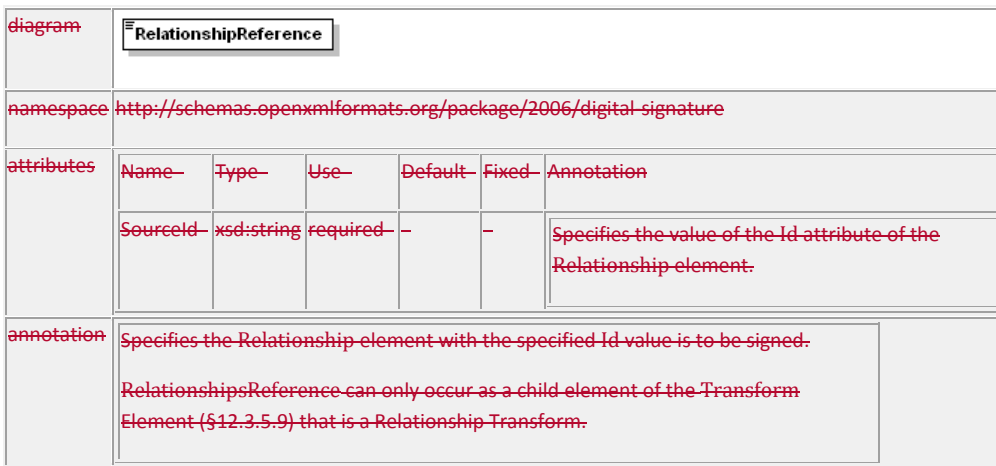 diagram
RelationshipReference
namespace http://schemas.openxmlformats.org/package/2006/digital-signature
attributes
Name Type Use Default Fixed Annotation
SourceId xsd:string required – – Specifies the value of the Id attribute of the
Relationship element.
annotation
Specifies the Relationship element with the specified Id value is to be signed.
RelationshipsReference can only occur as a child element of the Transform
Element (§12.3.5.9) that is a Relationship Transform.